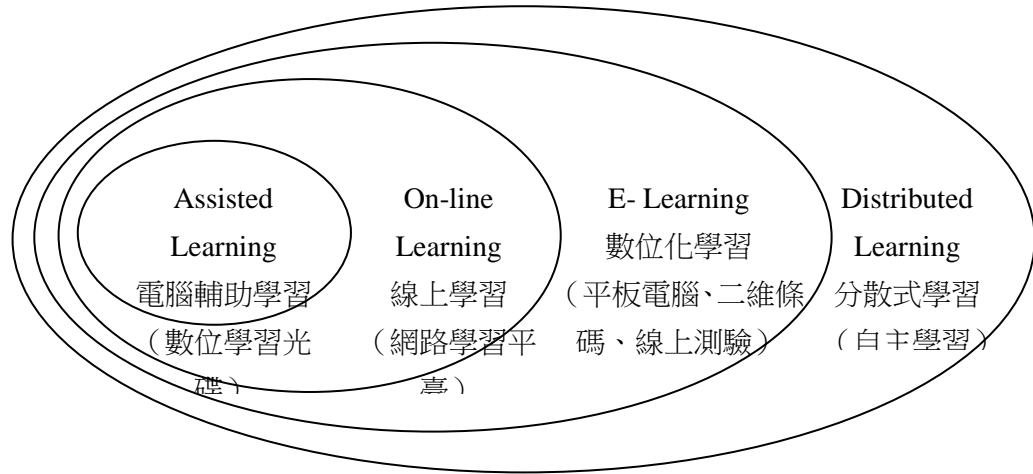 Assisted
Learning
電腦輔助學習
（數位學習光
碟）
On-line
Learning
線上學習
（網路學習平
臺）
E- Learning
數位化學習
（平板電腦、二維條
碼、線上測驗）
Distributed
Learning
分散式學習
（自主學習）